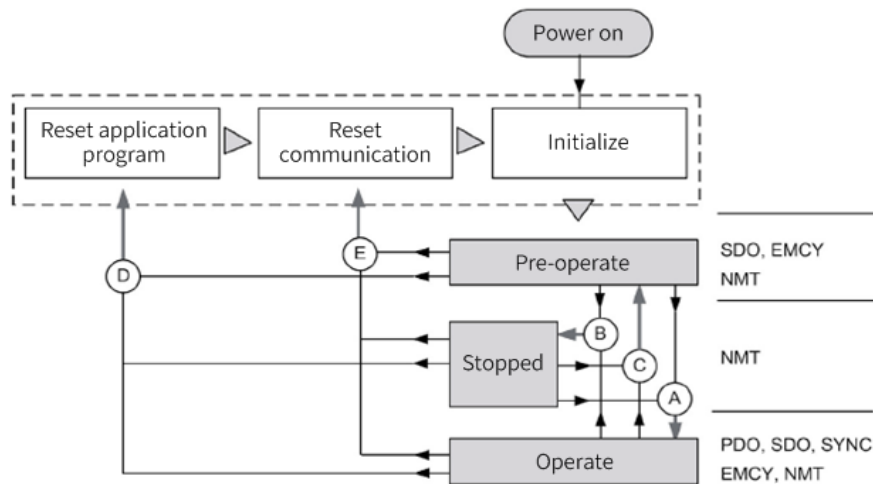 Power on
Reset application
program
Reset
communication
Initialize
E
Pre-operate
SDO, EMCY
D
NMT
B
Stopped
C
NMT
A
Operate
PDO, SDO, SYNC
EMCY, NMT